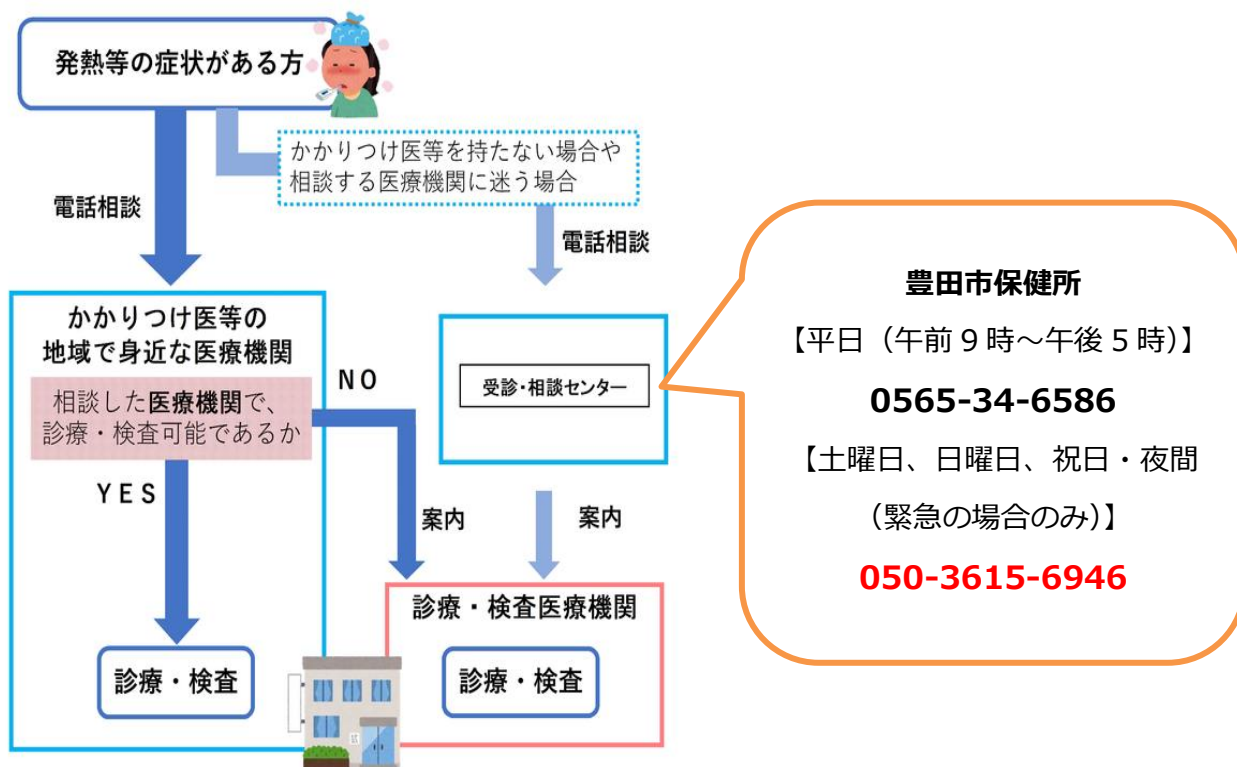 発熱等の症状がある方
かかりつけ医等を持たない場合や
相談する医療機関に迷う場合
電話相談
電話相談
かかりつけ医等の
地域で身近な医療機関
相談した医療機関で、
診療・検査可能であるか
NO
YES
受診・相談センター
案内
案内
診療・検査
診療・検査医療機関
診療・検査
豊田市保健所
【平日（午前9時～午後5時）】
0565-34-6586
【土曜日、日曜日、祝日・夜間
（緊急の場合のみ）】
050-3615-6946